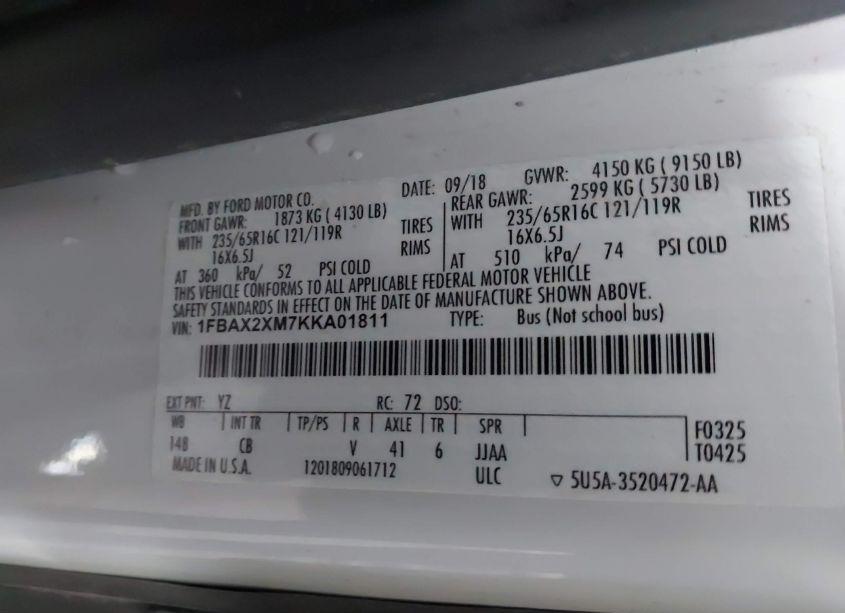 MFD. BY FORD MOTOR CO. DATE: 09/18 GVWR: 4150 KG ( 9150 LB)
FRONT GAWR: 1873 KG ( 4130 LB) REAR GAWR: 2599 KG ( 5730 LB)
WITH 235/65R16C 121/119R TIRES WITH 235/65R16C 121/119R TIRES
16X6.5J RIMS 16X6.5J RIMS
AT 360 kPa/ 52 PSI COLD AT 510 kPa/ 74 PSI COLD
THIS VEHICLE CONFORMS TO ALL APPLICABLE FEDERAL MOTOR VEHICLE
SAFETY STANDARDS IN EFFECT ON THE DATE OF MANUFACTURE SHOWN ABOVE.
VIN: 1FBAX2XM7KKA01811 TYPE: Bus (Not school bus)
EXT PNT: YZ RC: 72 DSO:
WB INT TR TP/PS R AXLE TR SPR F0325
148 CB V 41 6 JJAA T0425
MADE IN U.S.A. 1201809061712 ULC ▽ 5U5A-3520472-AA